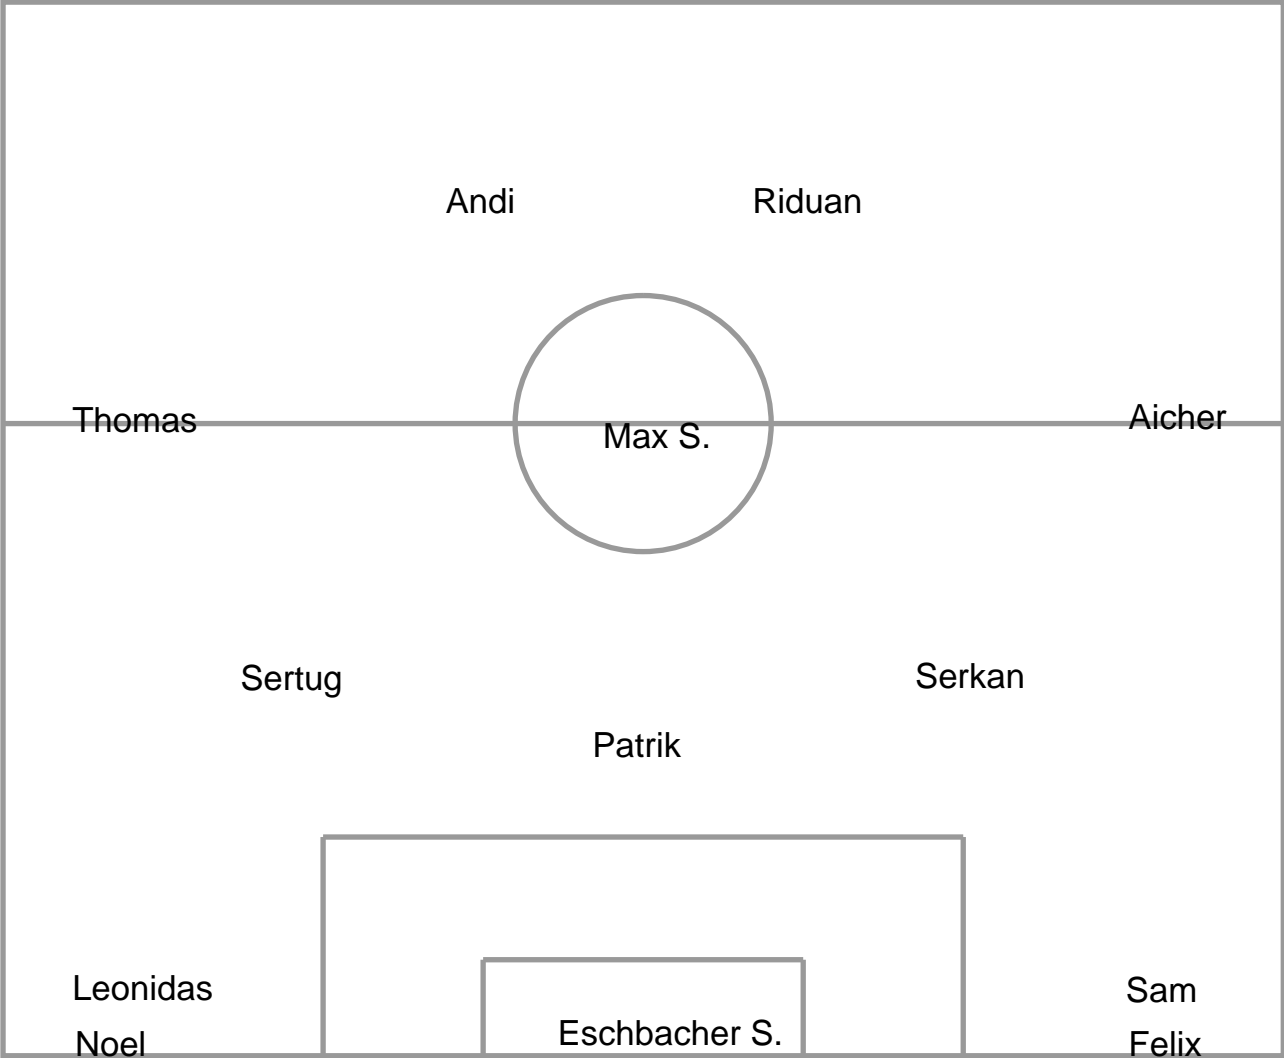 Andi
Riduan
Thomas
Max S.
Aicher
Sertug
Serkan
Patrik
Leonidas
Sam
Noel
Eschbacher S.
Felix